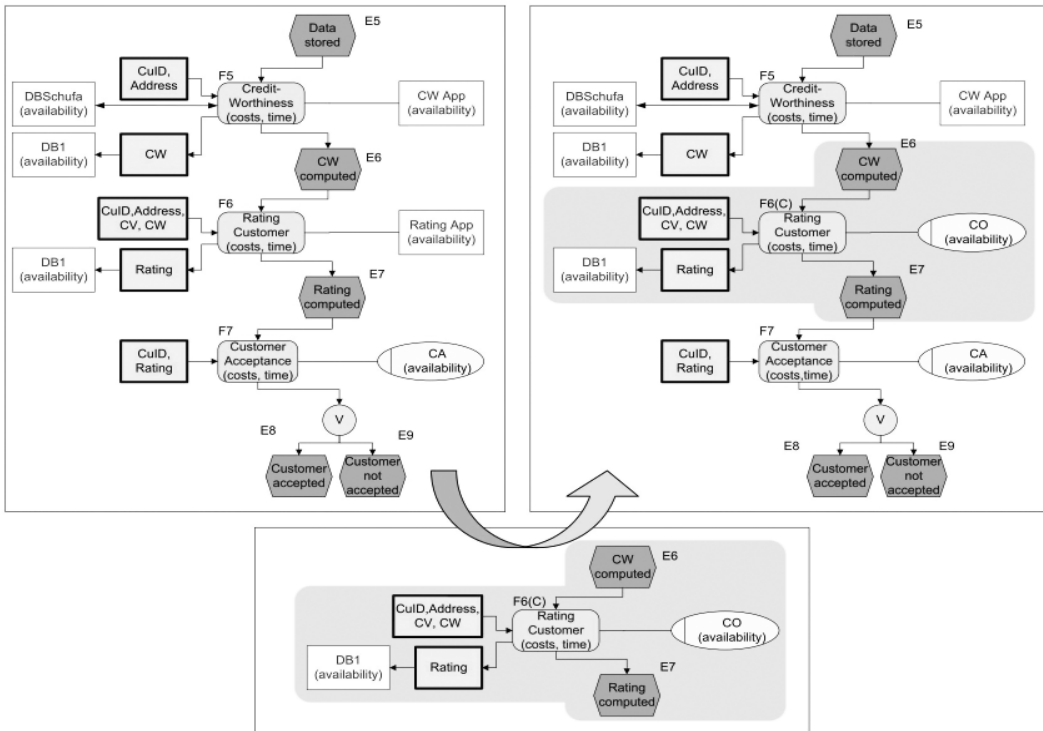 E5
Data
stored
CuID,
Address
F5
Credit-
Worthiness
(costs, time)
DBSchufa
(availability)
CW App
(availability)
DB1
(availability)
CW
E6
CW
computed
F6
CuID,Address,
CV, CW
Rating
Customer
(costs, time)
Rating App
(availability)
DB1
(availability)
Rating
E7
Rating
computed
F7
CuID,
Rating
Customer
Acceptance
(costs, time)
CA
(availability)
V
E8
E9
Customer
accepted
Customer
not
accepted
E5
Data
stored
CuID,
Address
F5
Credit-
Worthiness
(costs, time)
DBSchufa
(availability)
CW App
(availability)
DB1
(availability)
CW
E6
CW
computed
F6(C)
CuID,Address,
CV, CW
Rating
Customer
(costs, time)
CO
(availability)
DB1
(availability)
Rating
E7
Rating
computed
F7
CuID,
Rating
Customer
Acceptance
(costs,time)
CA
(availability)
V
E8
E9
Customer
accepted
Customer
not
accepted
CW
computed
E6
F6(C)
CuID,Address,
CV, CW
Rating
Customer
(costs, time)
CO
(availability)
DB1
(availability)
Rating
E7
Rating
computed